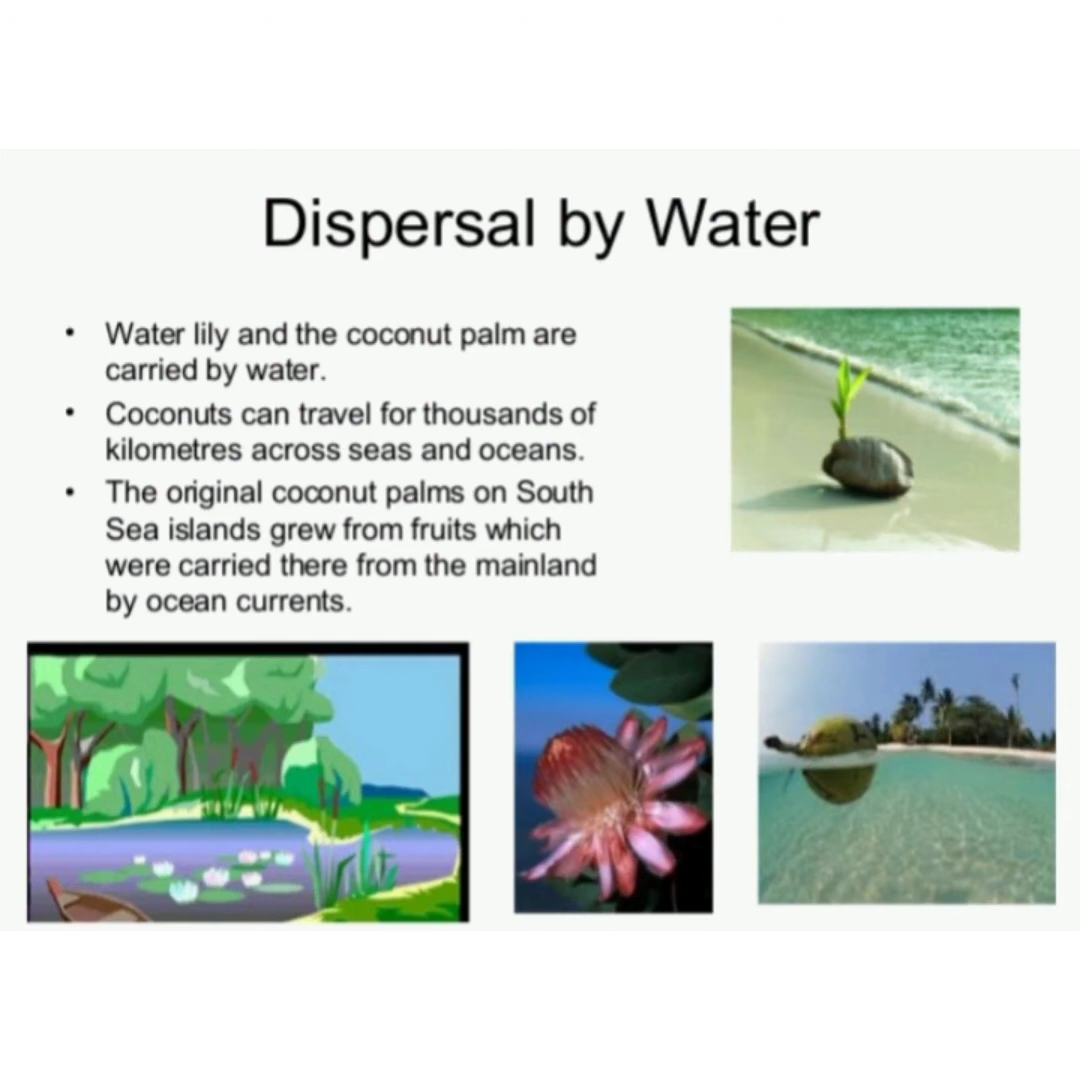 Dispersal by Water
• Water lily and the coconut palm are
carried by water.
• Coconuts can travel for thousands of
kilometres across seas and oceans.
• The original coconut palms on South
Sea islands grew from fruits which
were carried there from the mainland
by ocean currents.